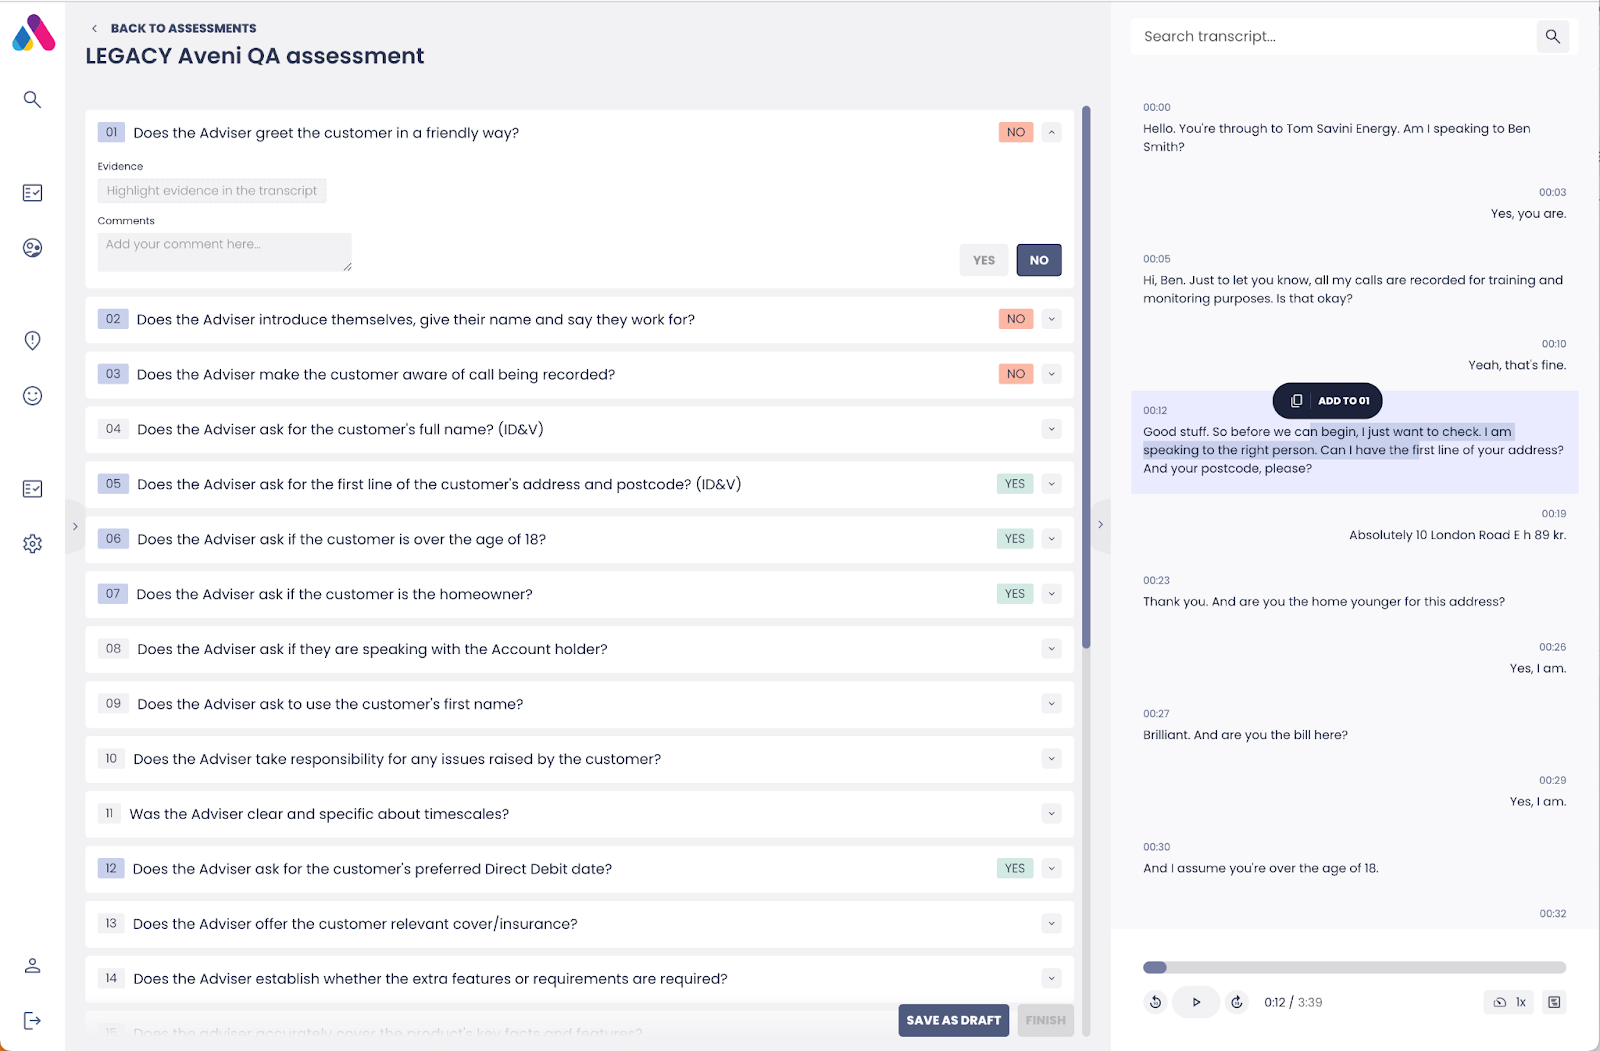 BACK TO ASSESSMENTS
LEGACY Aveni QA assessment
01 Does the Adviser greet the customer in a friendly way? NO
Evidence
Highlight evidence in the transcript
Comments
Add your comment here...
YES NO
02 Does the Adviser introduce themselves, give their name and say they work for? NO
03 Does the Adviser make the customer aware of call being recorded? NO
04 Does the Adviser ask for the customer's full name? (ID&V)
05 Does the Adviser ask for the first line of the customer's address and postcode? (ID&V) YES
06 Does the Adviser ask if the customer is over the age of 18? YES
07 Does the Adviser ask if the customer is the homeowner? YES
08 Does the Adviser ask if they are speaking with the Account holder?
09 Does the Adviser ask to use the customer's first name?
10 Does the Adviser take responsibility for any issues raised by the customer?
11 Was the Adviser clear and specific about timescales?
12 Does the Adviser ask for the customer's preferred Direct Debit date? YES
13 Does the Adviser offer the customer relevant cover/insurance?
14 Does the Adviser establish whether the extra features or requirements are required?
15 Does the adviser accurately cover the product's key facts and features?
SAVE AS DRAFT FINISH
Search transcript...
00:00
Hello. You're through to Tom Savini Energy. Am I speaking to Ben
Smith?
00:03
Yes, you are.
00:05
Hi, Ben. Just to let you know, all my calls are recorded for training and
monitoring purposes. Is that okay?
00:10
Yeah, that's fine.
ADD TO 01
00:12
Good stuff. So before we can begin, I just want to check. I am
speaking to the right person. Can I have the first line of your address?
And your postcode, please?
00:19
Absolutely 10 London Road E h 89 kr.
00:23
Thank you. And are you the home younger for this address?
00:26
Yes, I am.
00:27
Brilliant. And are you the bill here?
00:29
Yes, I am.
00:30
And I assume you're over the age of 18.
00:32
0:12 / 3:39
1x